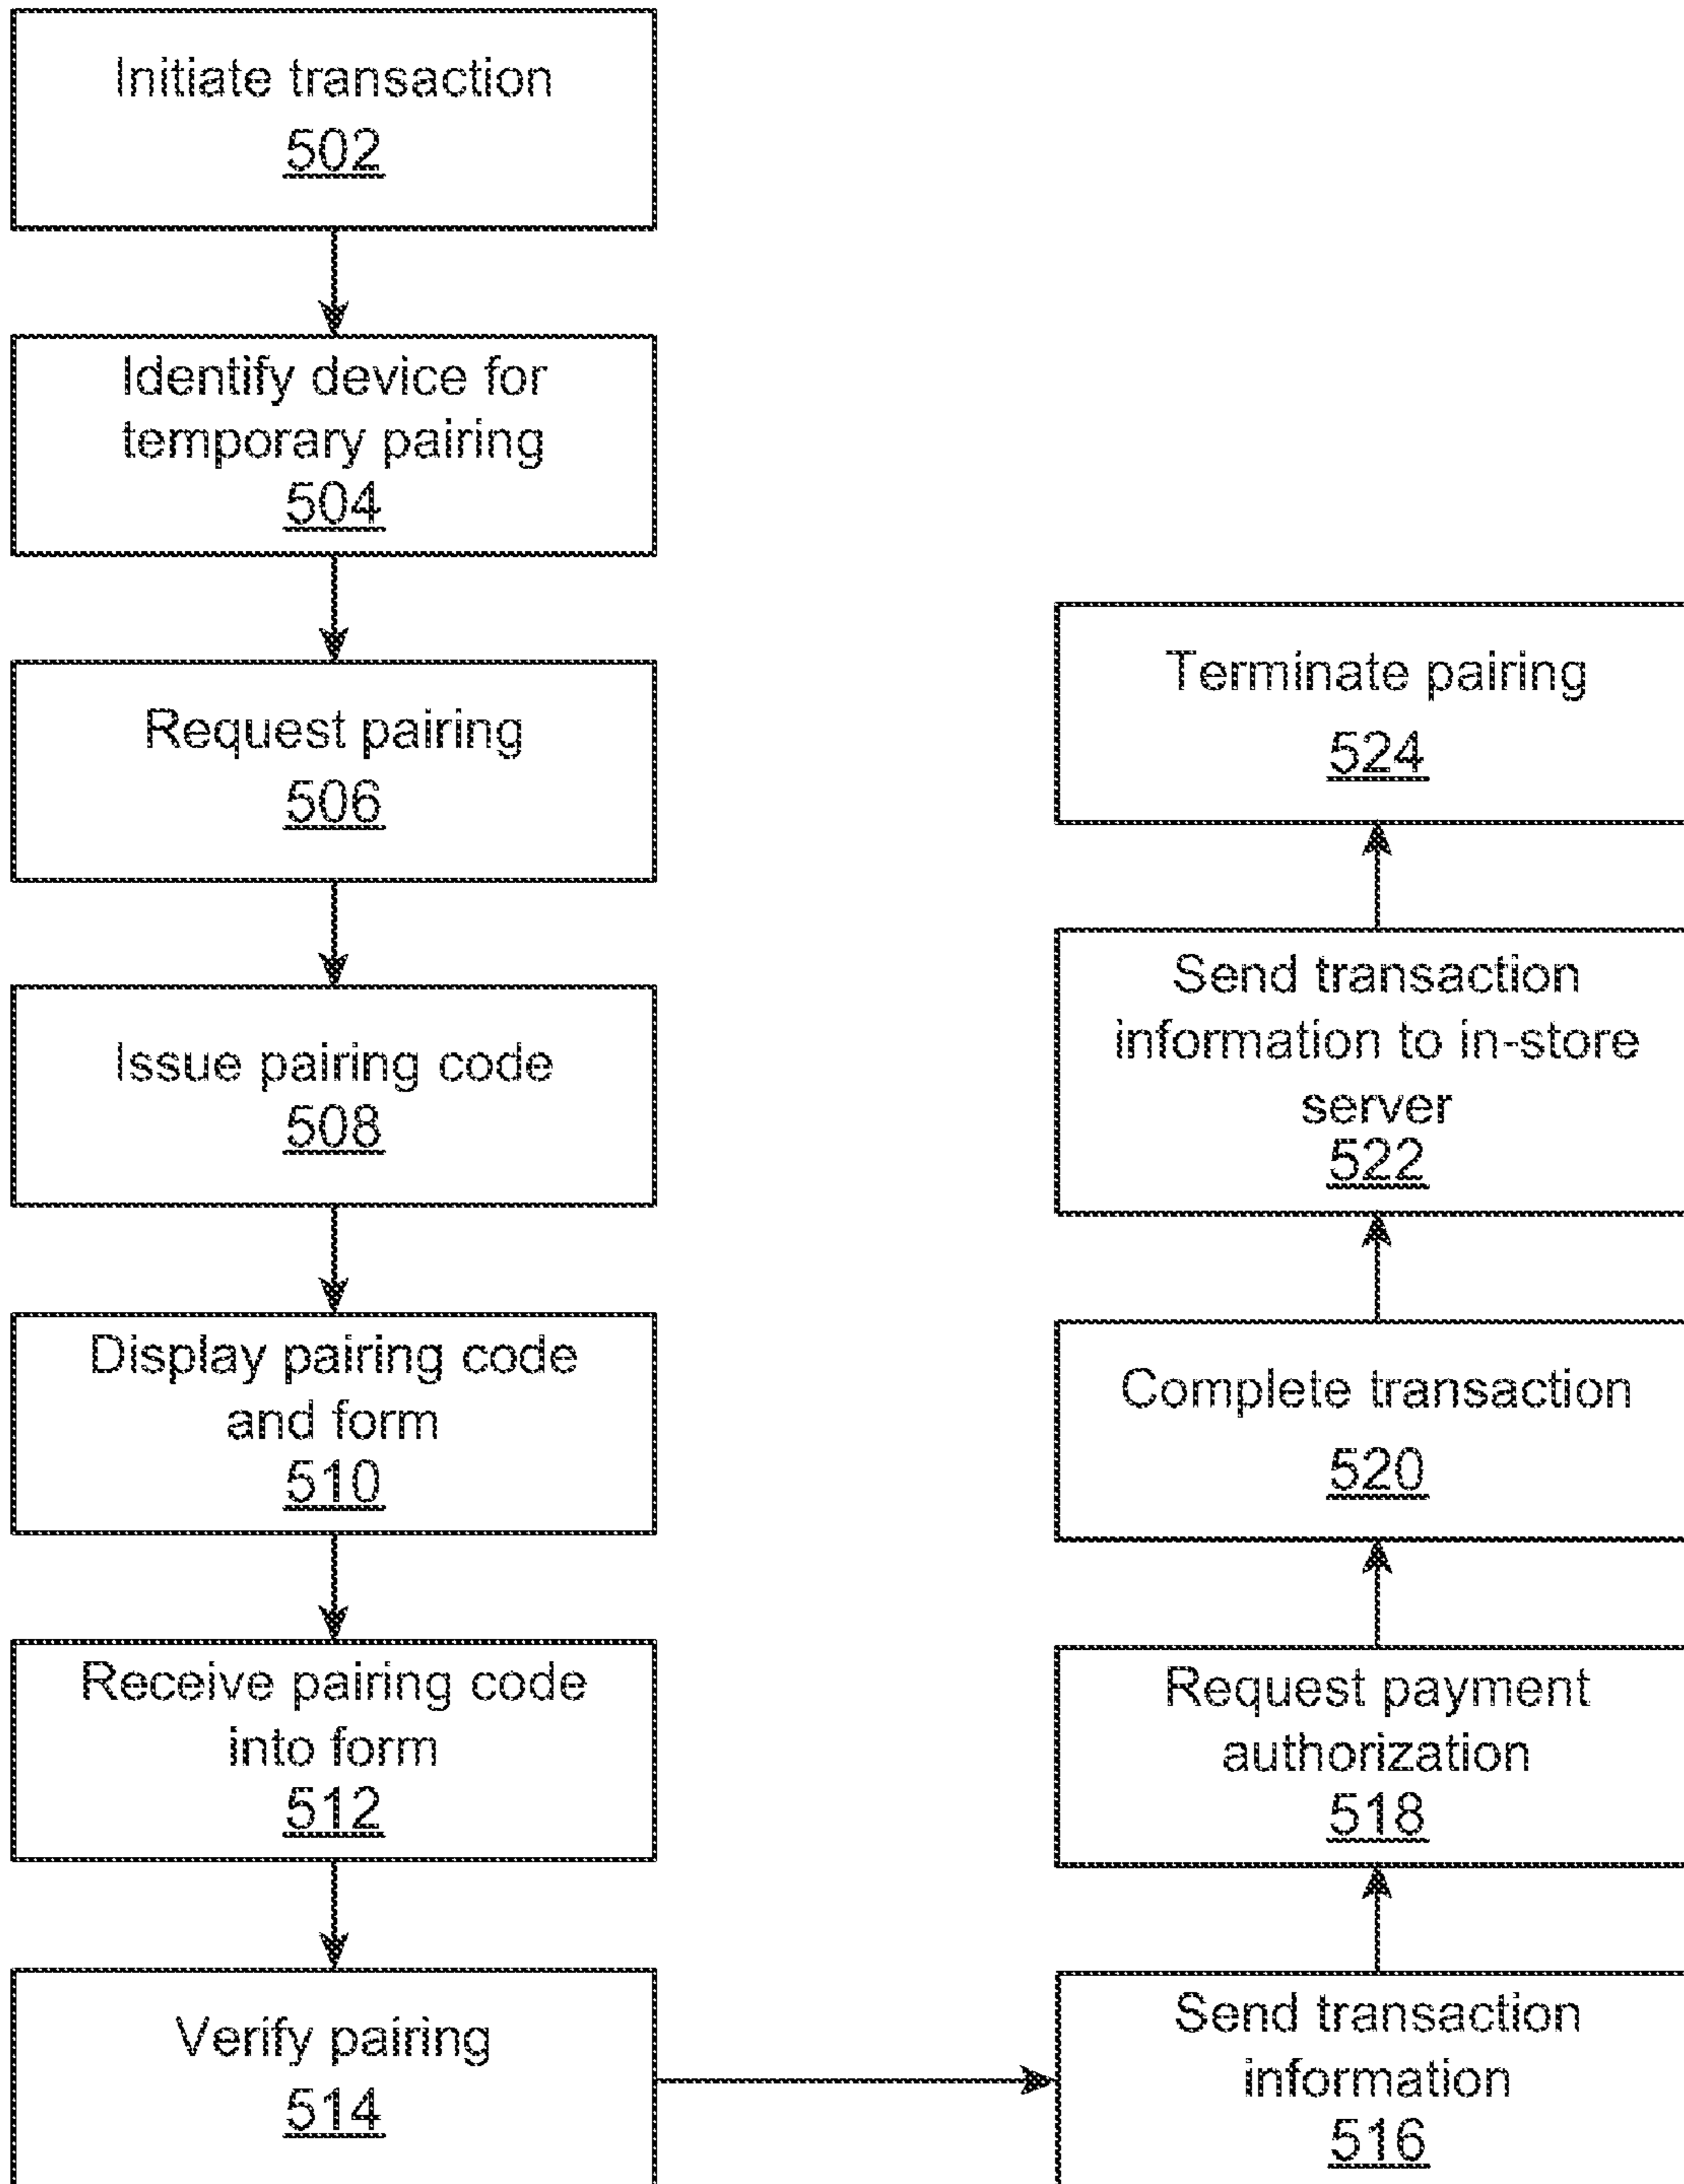 Initiate transaction
502
Identify device for
temporary pairing
504
Request pairing
506
Issue pairing code
508
Display pairing code
and form
510
Receive pairing code
into form
512
Verify pairing
514
Send transaction
information
516
Request payment
authorization
518
Complete transaction
520
Send transaction
information to in-store
server
522
Terminate pairing
524